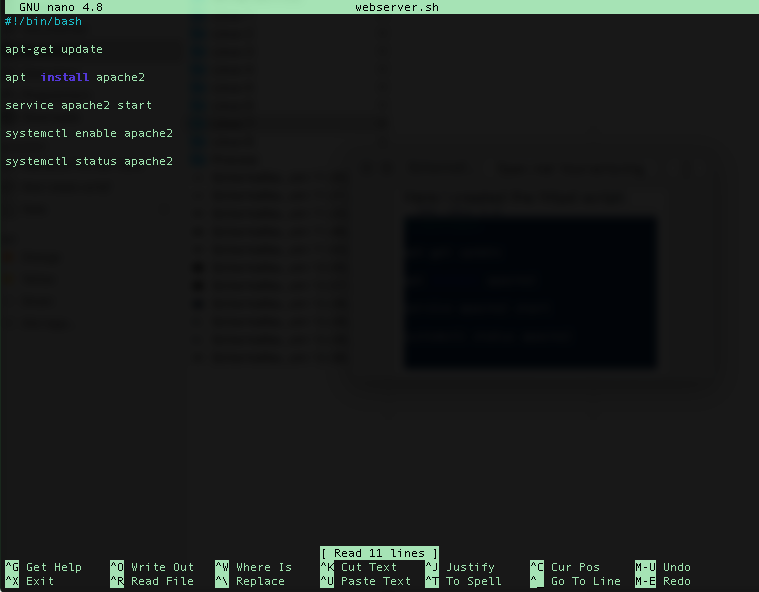 GNU nano 4.8 webserver.sh
#!/bin/bash
apt-get update
apt  install apache2
service apache2 start
systemctl enable apache2
systemctl status apache2
[ Read 11 lines ]
^G Get Help ^O Write Out ^W Where Is ^K Cut Text ^J Justify ^C Cur Pos M-U Undo
^X Exit ^R Read File ^\ Replace ^U Paste Text ^T To Spell ^_ Go To Line M-E Redo